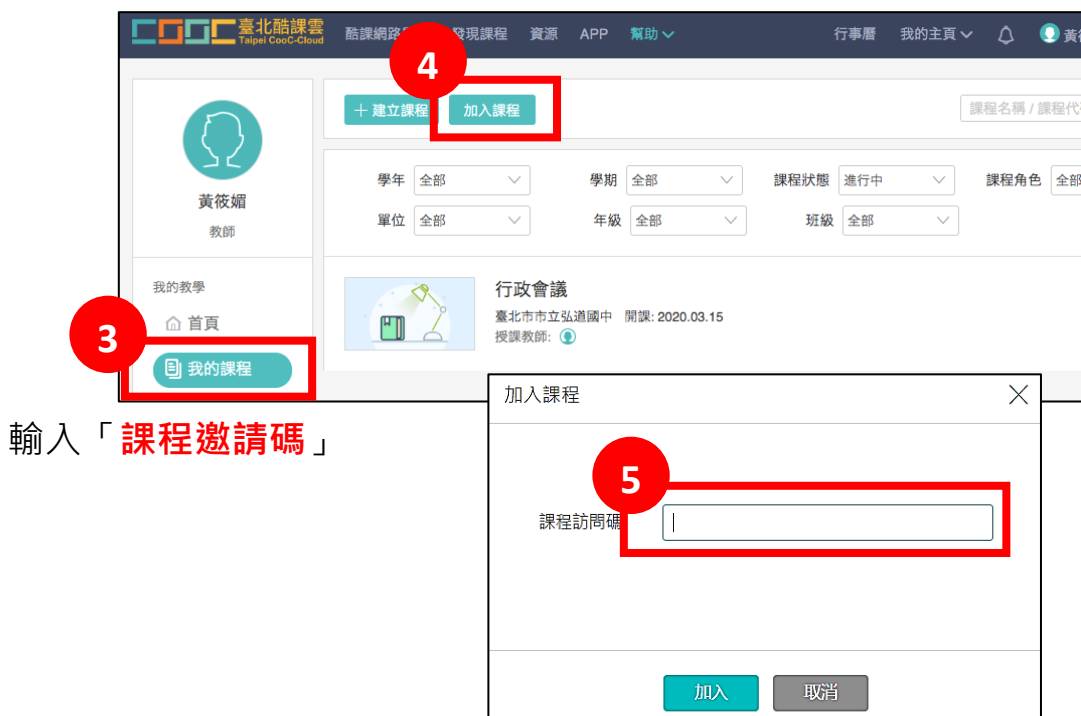 臺北酷課雲
Taipei CooC-Cloud
酷課網路 發現課程 資源 APP 幫助 行事曆 我的主頁
4
+ 建立課程 加入課程 課程名稱 / 課程代
學年 全部 學期 全部 課程狀態 進行中 課程角色 全部
單位 全部 年級 全部 班級 全部
黃筱媚
教師
我的教學
首頁
3
我的課程
行政會議
臺北市市立弘道國中 開課: 2020.03.15
授課教師:
輸入「課程邀請碼」
加入課程
5
課程訪問碼
加入 取消